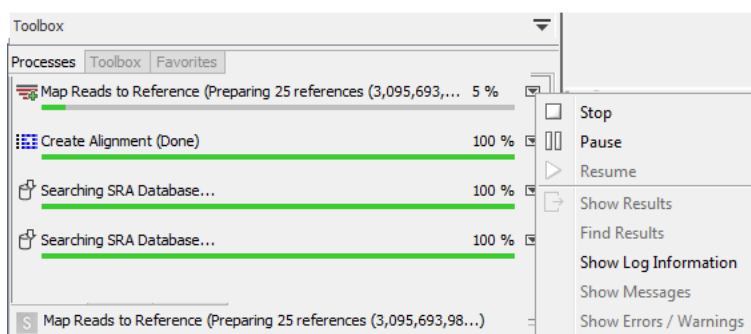 Toolbox
Processes Toolbox Favorites
Map Reads to Reference (Preparing 25 references (3,095,693,... 5 %
Create Alignment (Done) 100 %
Searching SRA Database... 100 %
Searching SRA Database... 100 %
Map Reads to Reference (Preparing 25 references (3,095,693,98...)
Stop
Pause
Resume
Show Results
Find Results
Show Log Information
Show Messages
Show Errors / Warnings